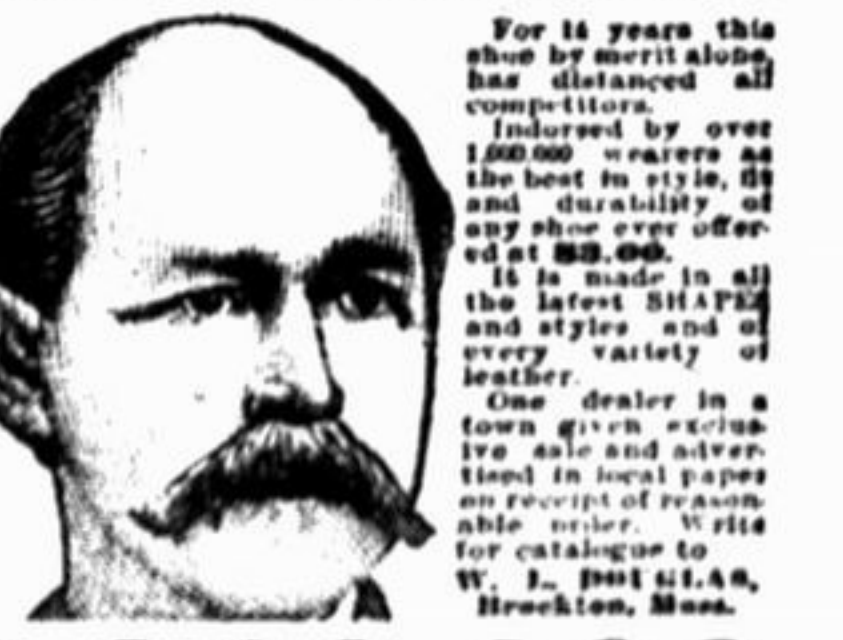 For 14 years this
shoe by merit alone,
has distanced all
competitors.
Indorsed by over
1,000,000 wearers as
the best in style, fit
and durability of
any shoe ever offer-
ed at $3.00.
It is made in all
the latest SHAPES
and styles and of
every variety of
leather.
One dealer in a
town given exclus-
ive sale and adver-
tised in local paper
on receipt of reason-
able order. Write
for catalogue to
W. L. DOUGLAS,
Brockton, Mass.